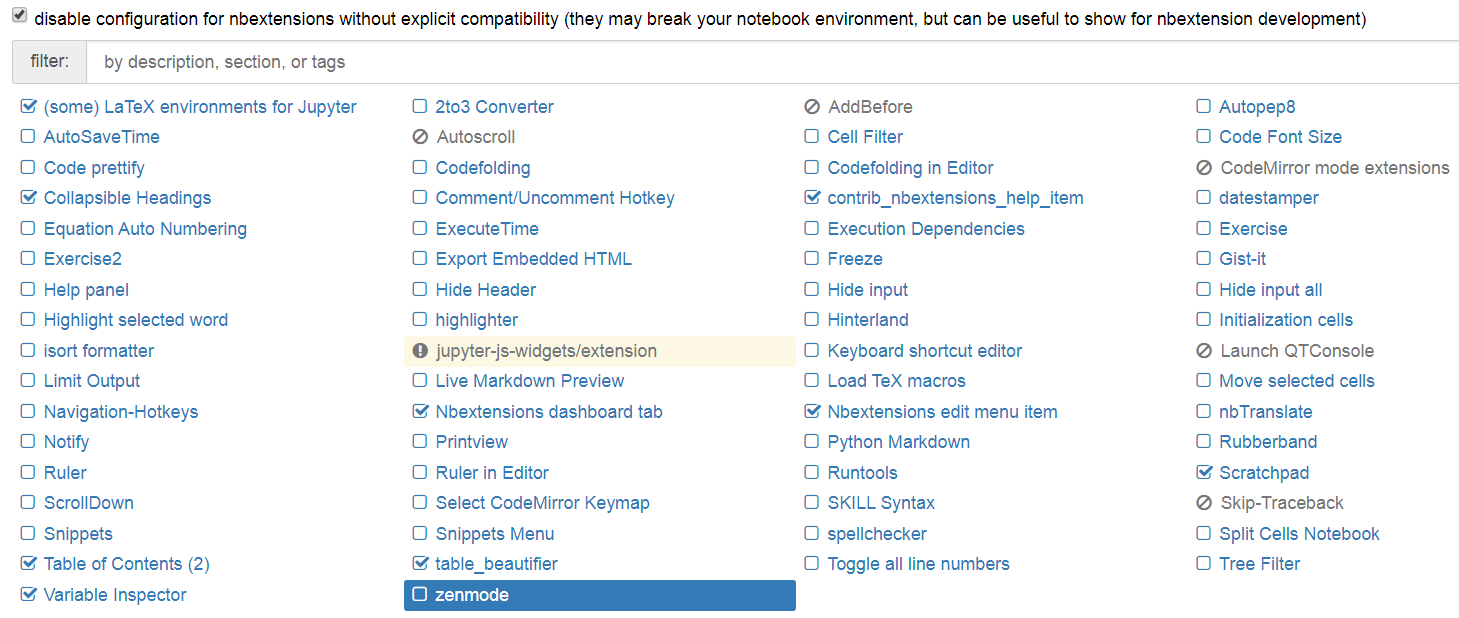 disable configuration for nbextensions without explicit compatibility (they may break your notebook environment, but can be useful to show for nbextension development)
filter: by description, section, or tags
(some) LaTeX environments for Jupyter 2to3 Converter AddBefore Autopep8
AutoSaveTime Autoscroll Cell Filter Code Font Size
Code prettify Codefolding Codefolding in Editor CodeMirror mode extensions
Collapsible Headings Comment/Uncomment Hotkey contrib_nbextensions_help_item datestamper
Equation Auto Numbering ExecuteTime Execution Dependencies Exercise
Exercise2 Export Embedded HTML Freeze Gist-it
Help panel Hide Header Hide input Hide input all
Highlight selected word highlighter Hinterland Initialization cells
isort formatter jupyter-js-widgets/extension Keyboard shortcut editor Launch QTConsole
Limit Output Live Markdown Preview Load TeX macros Move selected cells
Navigation-Hotkeys Nbextensions dashboard tab Nbextensions edit menu item nbTranslate
Notify Printview Python Markdown Rubberband
Ruler Ruler in Editor Runtools Scratchpad
ScrollDown Select CodeMirror Keymap SKILL Syntax Skip-Traceback
Snippets Snippets Menu spellchecker Split Cells Notebook
Table of Contents (2) table_beautifier Toggle all line numbers Tree Filter
Variable Inspector zenmode